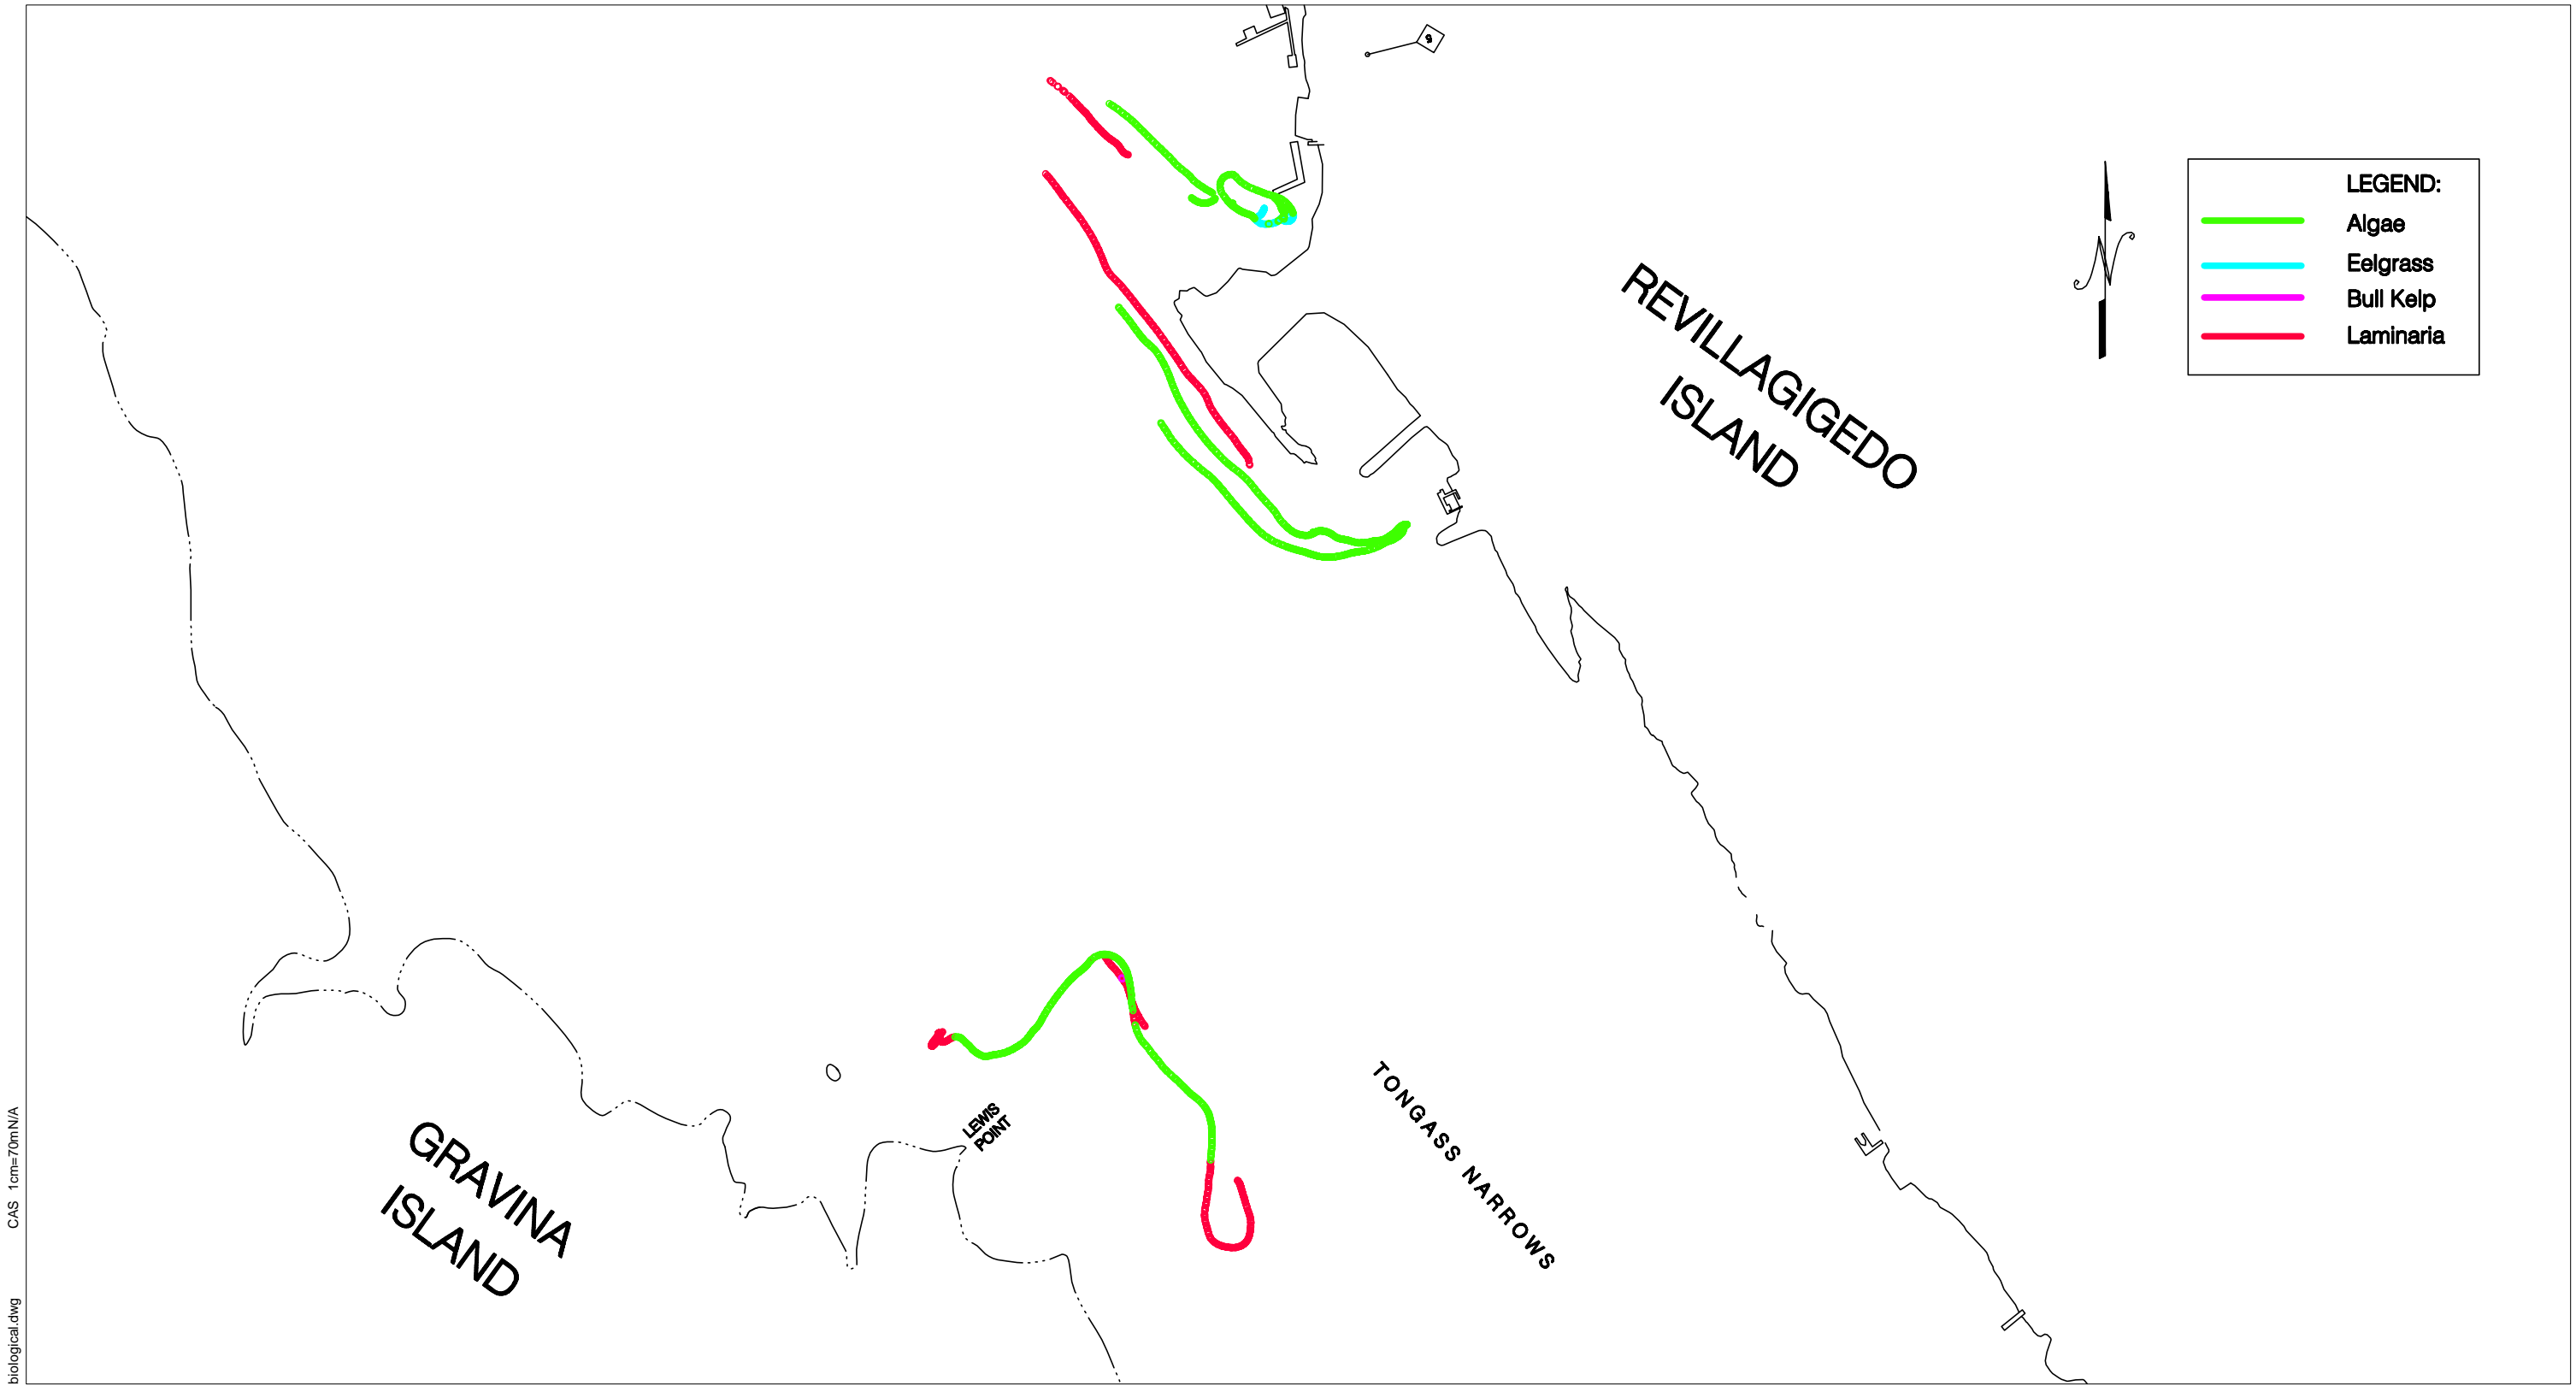 LEGEND:
Algae
Eelgrass
Bull Kelp
Laminaria
REVILLAGIGEDO
ISLAND
TONGASS NARROWS
LEWIS
POINT
GRAVINA
ISLAND
biological.dwg CAS 1cm=70m N/A